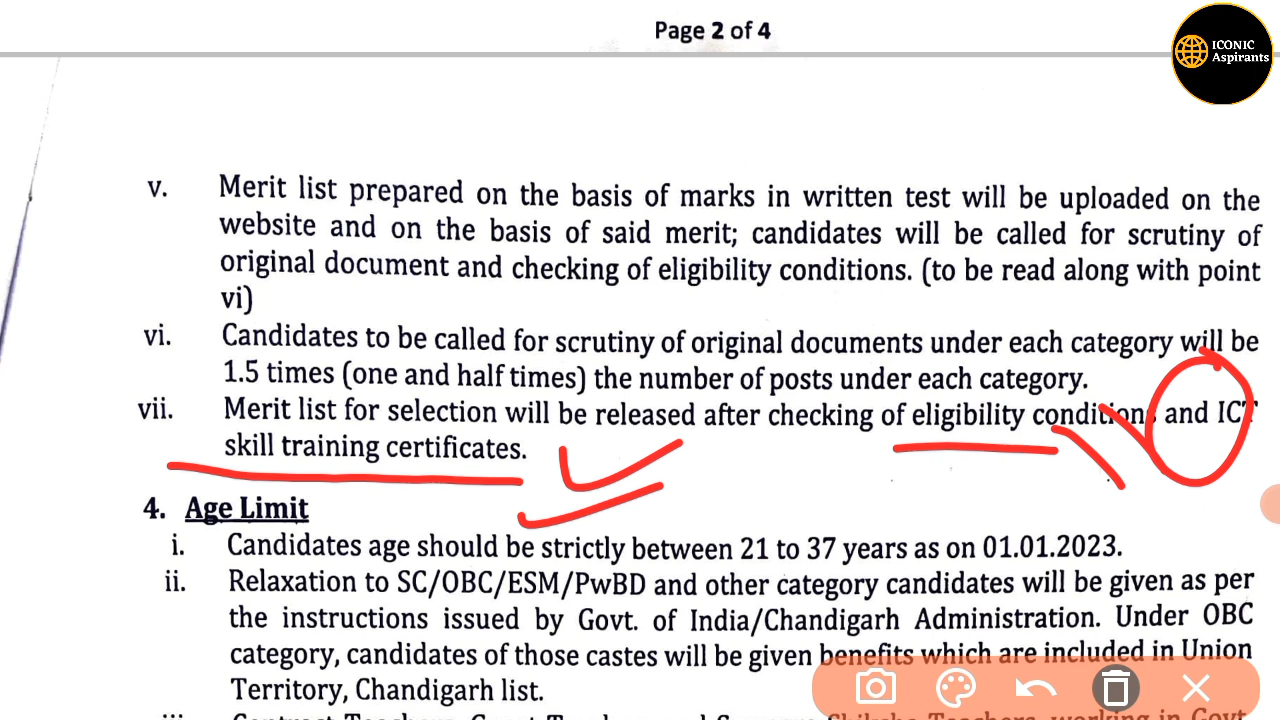 Page 2 of 4
ICONIC
Aspirants
v. Merit list prepared on the basis of marks in written test will be uploaded on the
website and on the basis of said merit; candidates will be called for scrutiny of
original document and checking of eligibility conditions. (to be read along with point
vi)
vi. Candidates to be called for scrutiny of original documents under each category will be
1.5 times (one and half times) the number of posts under each category.
vii. Merit list for selection will be released after checking of eligibility conditions and ICT
skill training certificates.
4. Age Limit
i. Candidates age should be strictly between 21 to 37 years as on 01.01.2023.
ii. Relaxation to SC/OBC/ESM/PwBD and other category candidates will be given as per
the instructions issued by Govt. of India/Chandigarh Administration. Under OBC
category, candidates of those castes will be given benefits which are included in Union
Territory, Chandigarh list.